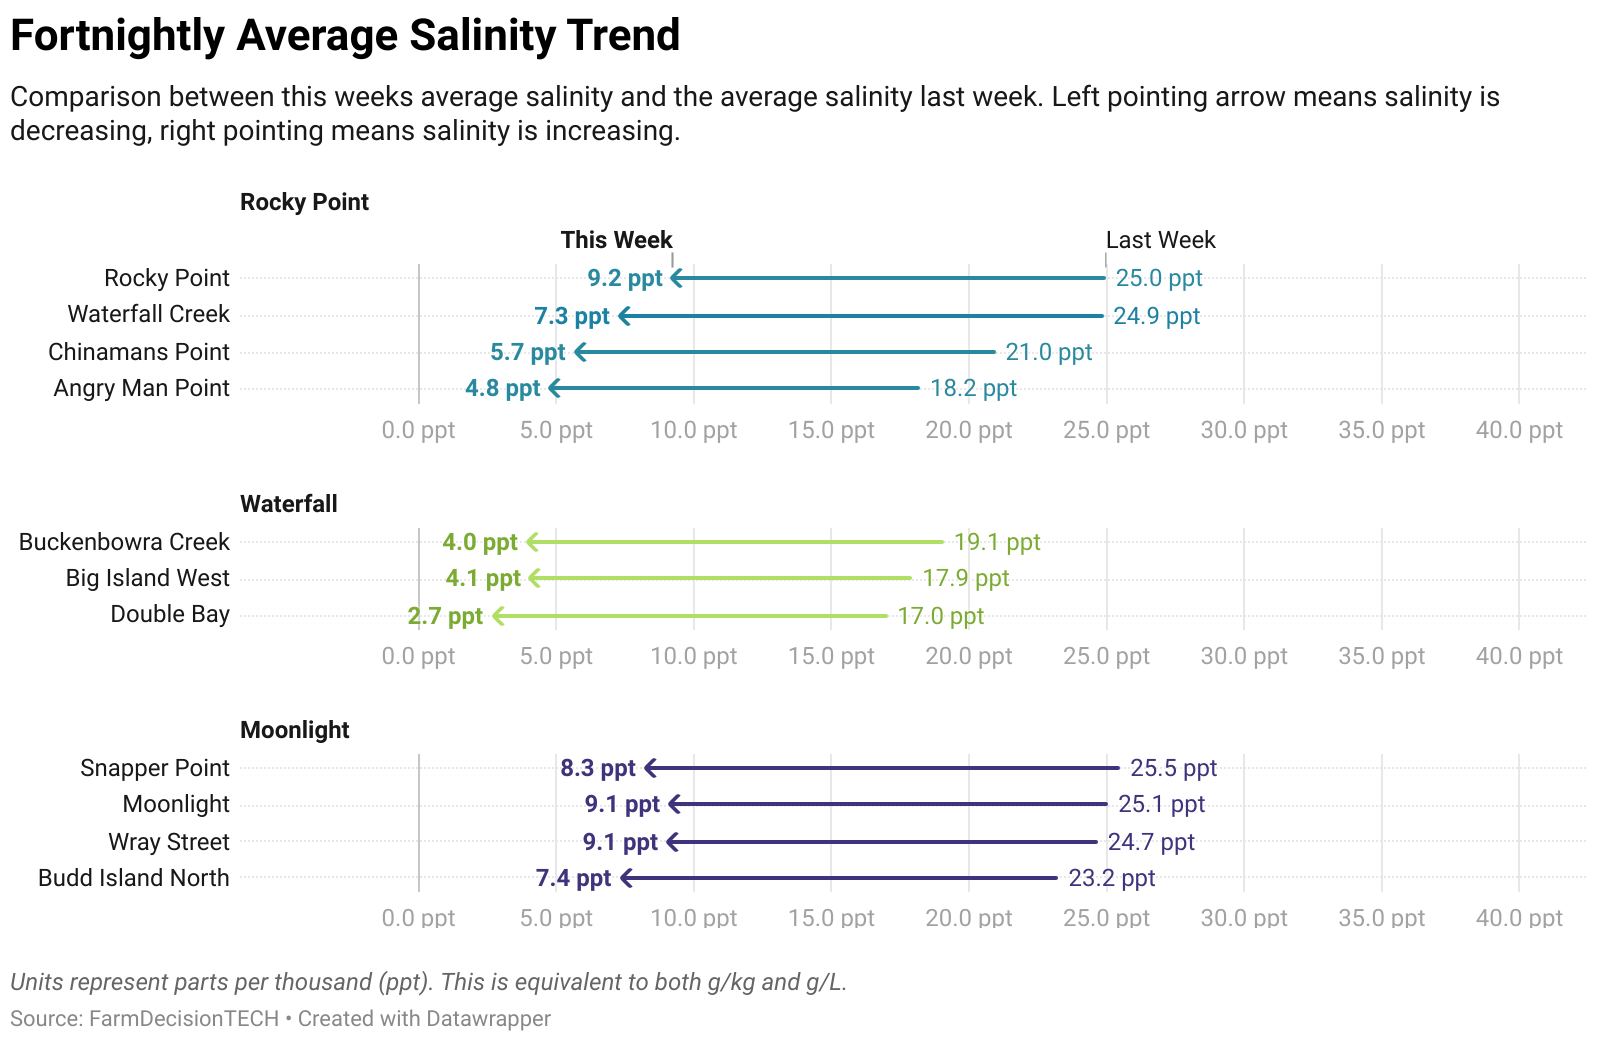 Fortnightly Average Salinity Trend
Comparison between this weeks average salinity and the average salinity last week. Left pointing arrow means salinity is
decreasing, right pointing means salinity is increasing.
Rocky Point
This Week Last Week
Rocky Point 9.2 ppt 25.0 ppt
Waterfall Creek 7.3 ppt 24.9 ppt
Chinamans Point 5.7 ppt 21.0 ppt
Angry Man Point 4.8 ppt 18.2 ppt
0.0 ppt 5.0 ppt 10.0 ppt 15.0 ppt 20.0 ppt 25.0 ppt 30.0 ppt 35.0 ppt 40.0 ppt
Waterfall
Buckenbowra Creek 4.0 ppt 19.1 ppt
Big Island West 4.1 ppt 17.9 ppt
Double Bay 2.7 ppt 17.0 ppt
0.0 ppt 5.0 ppt 10.0 ppt 15.0 ppt 20.0 ppt 25.0 ppt 30.0 ppt 35.0 ppt 40.0 ppt
Moonlight
Snapper Point 8.3 ppt 25.5 ppt
Moonlight 9.1 ppt 25.1 ppt
Wray Street 9.1 ppt 24.7 ppt
Budd Island North 7.4 ppt 23.2 ppt
0.0 ppt 5.0 ppt 10.0 ppt 15.0 ppt 20.0 ppt 25.0 ppt 30.0 ppt 35.0 ppt 40.0 ppt
Units represent parts per thousand (ppt). This is equivalent to both g/kg and g/L.
Source: FarmDecisionTECH • Created with Datawrapper